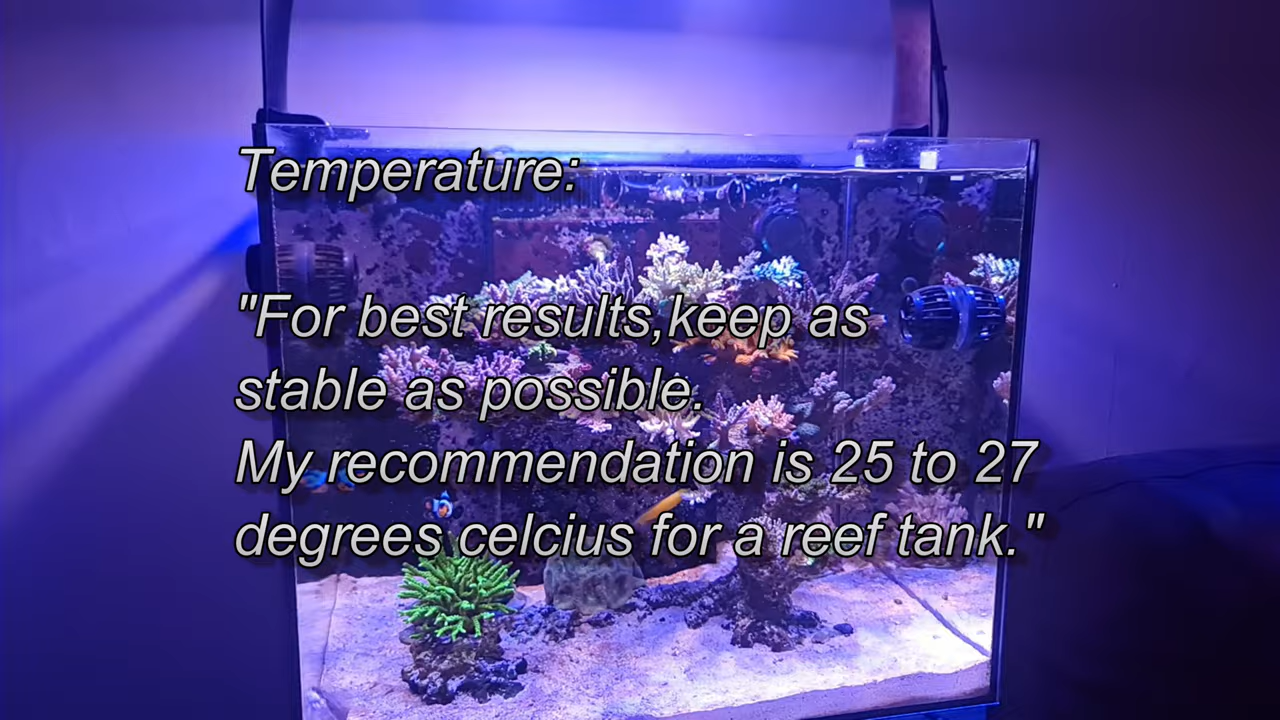 Temperature:
"For best results,keep as
stable as possible.
My recommendation is 25 to 27
degrees celcius for a reef tank."